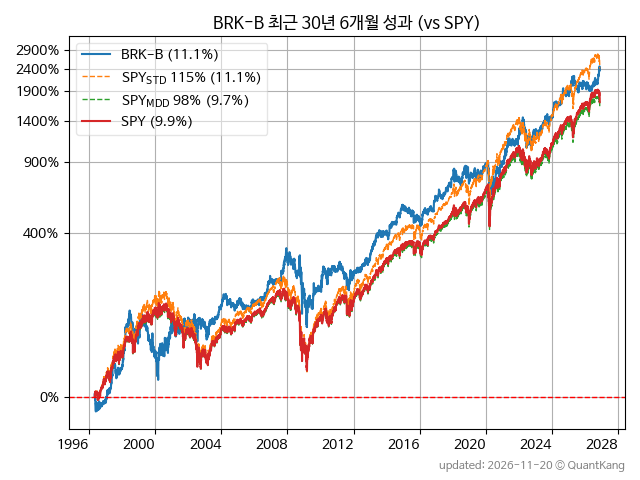 BRK-B 최근 30년 6개월 성과 (vs SPY)
BRK-B (11.1%)
SPY_STD 115% (11.1%)
SPY_MDD 98% (9.7%)
SPY (9.9%)
2900%
2400%
1900%
1400%
900%
400%
0%
1996 2000 2004 2008 2012 2016 2020 2024 2028
updated: 2026-11-20 © QuantKang